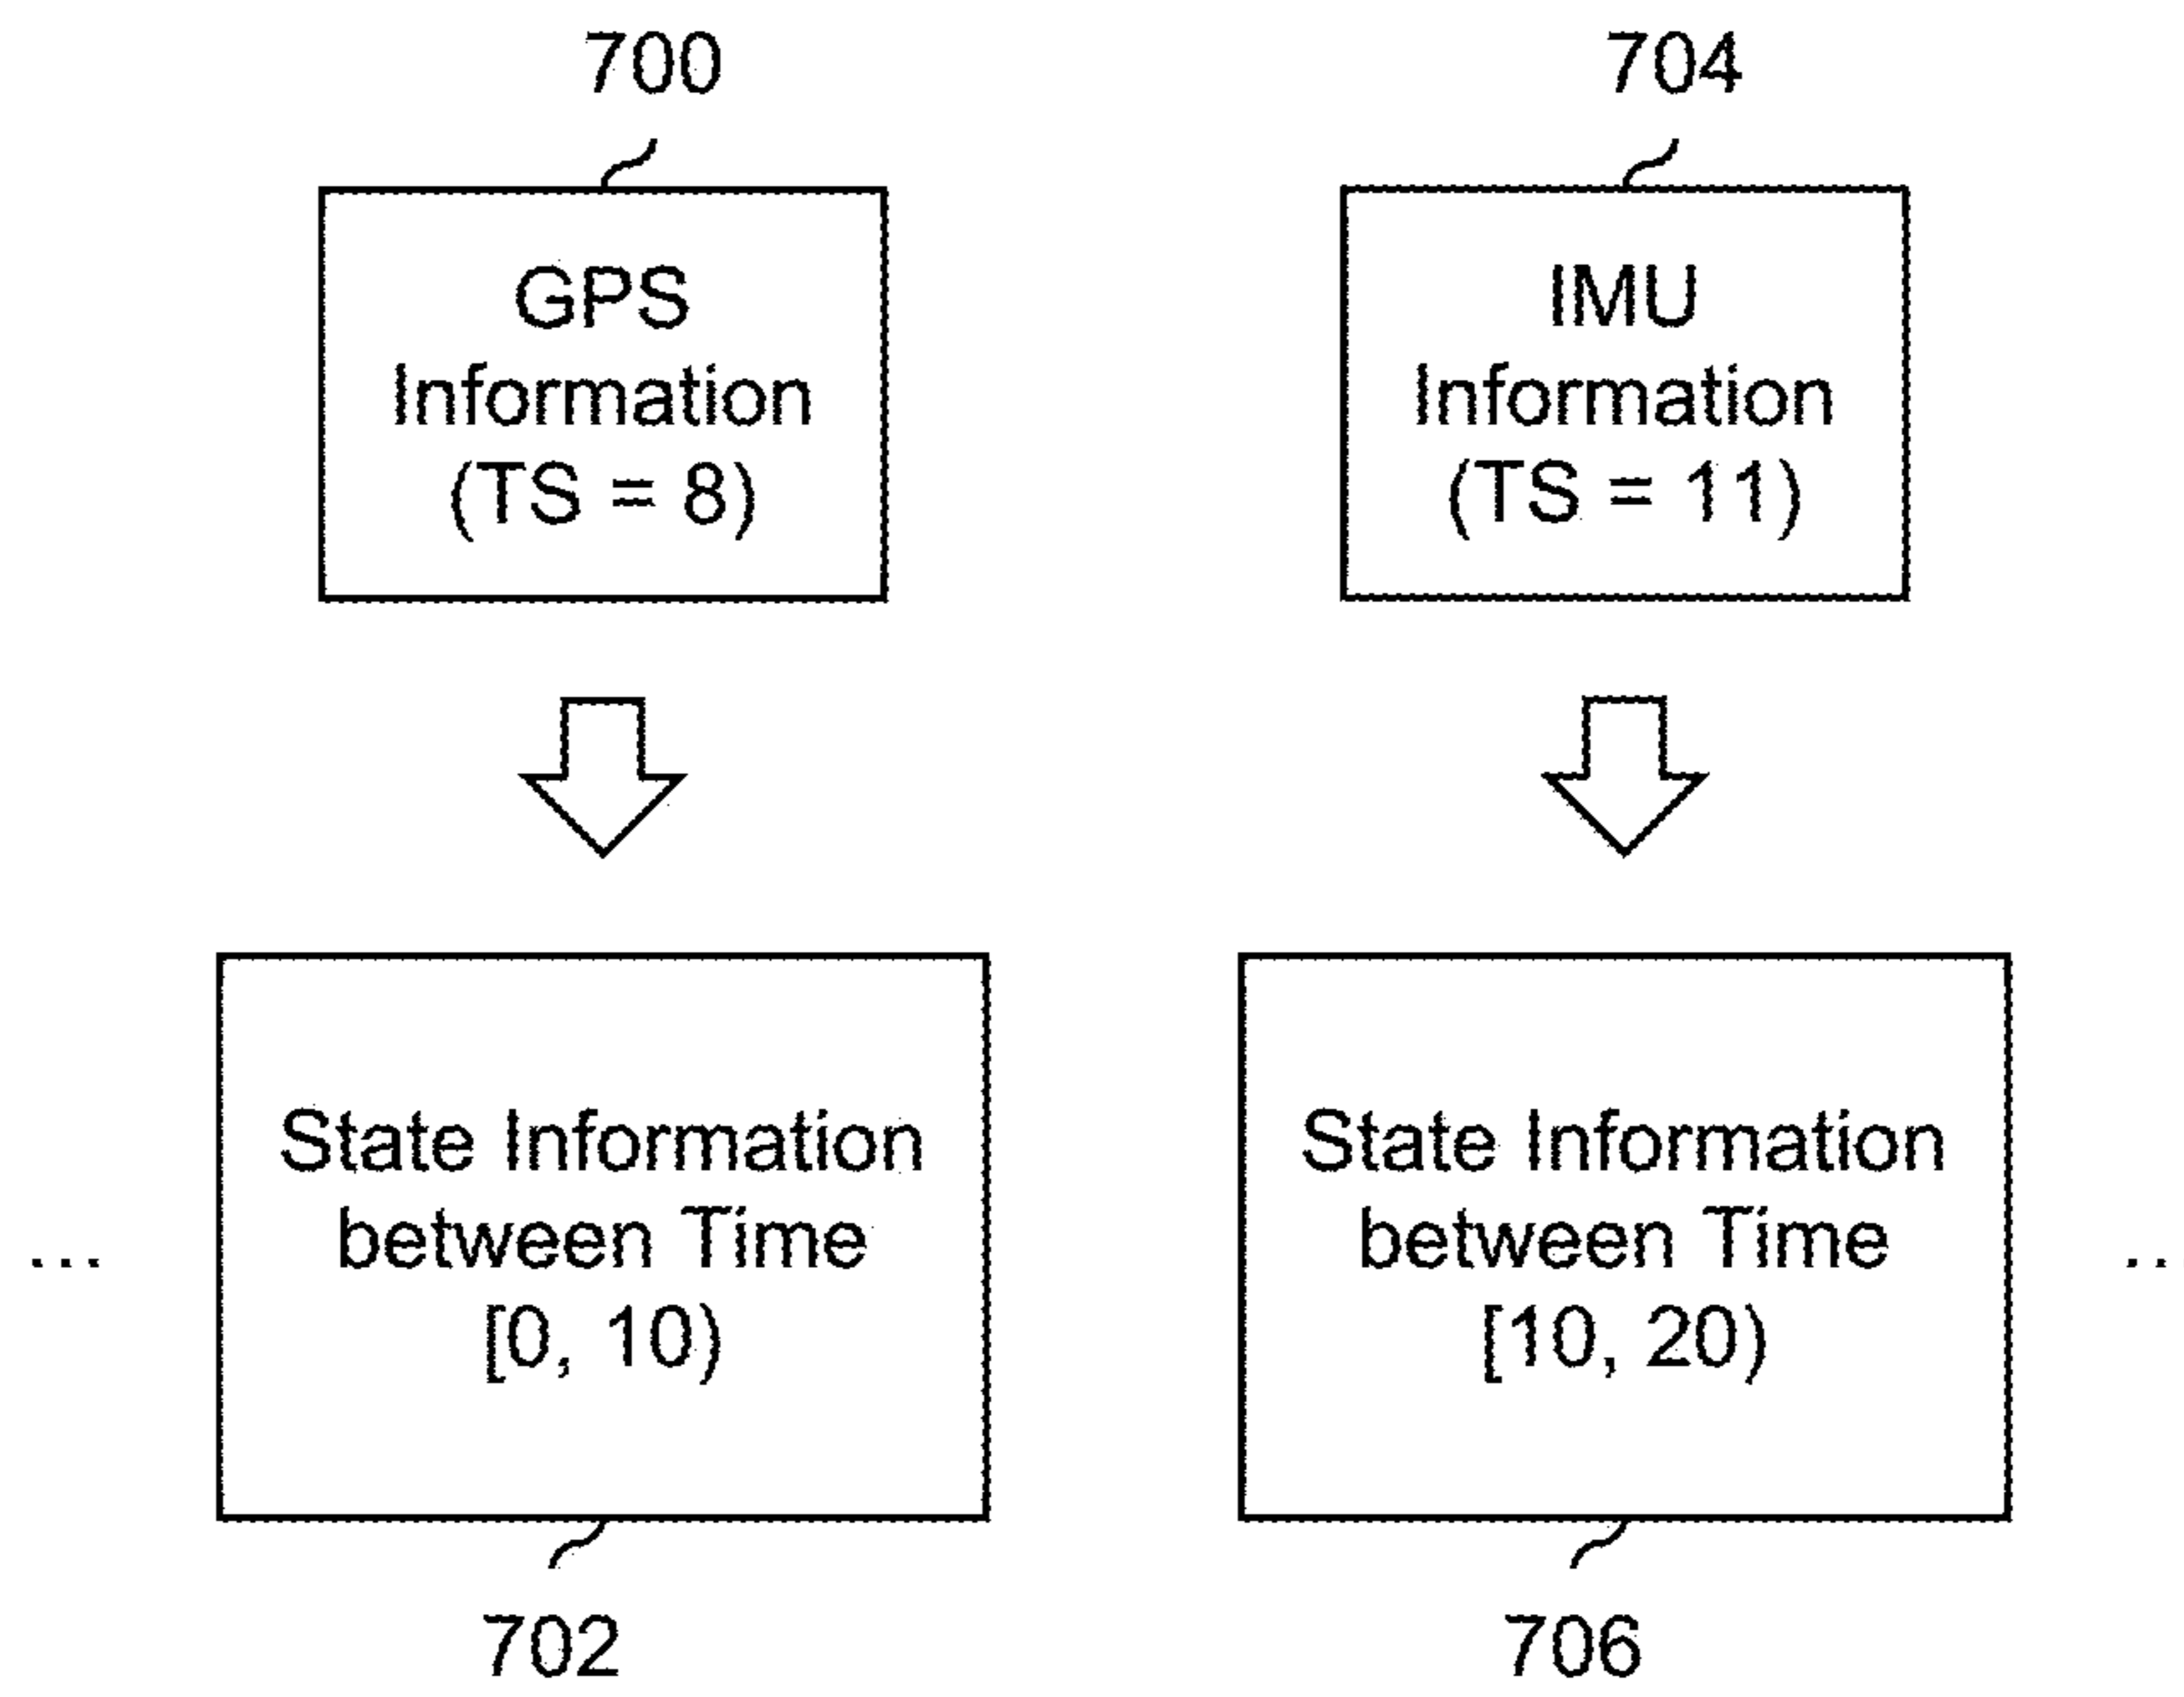 700
704
GPS
Information
(TS = 8)
IMU
Information
(TS = 11)
State Information
between Time
[0, 10)
State Information
between Time
[10, 20)
...
..
702
706